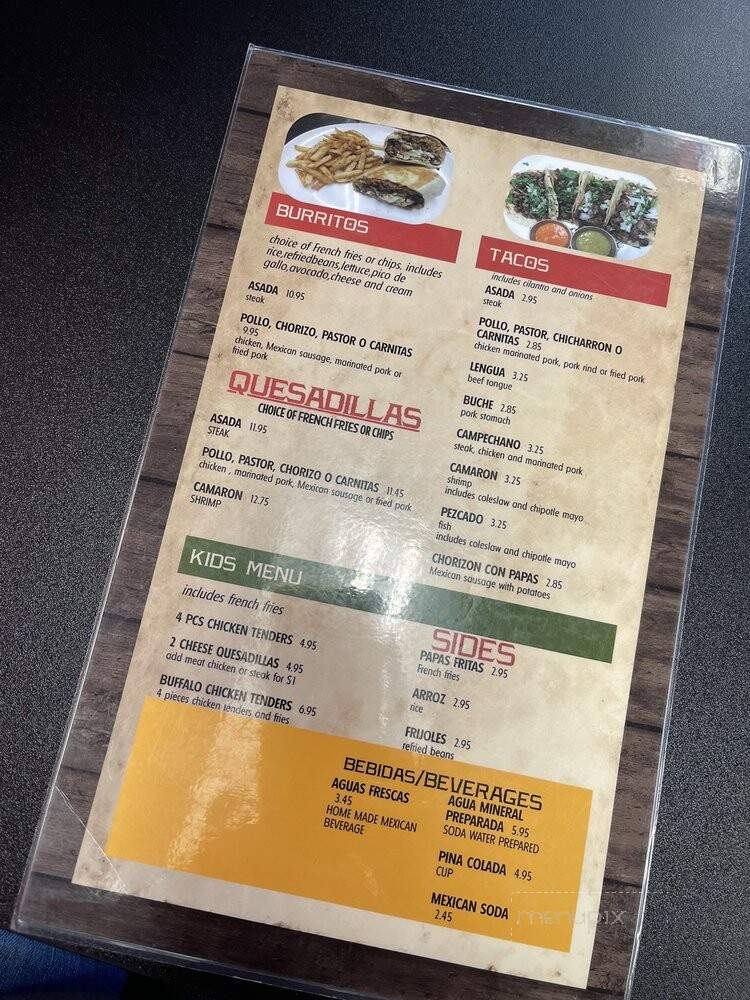 BURRITOS
choice of French fries or chips, includes
rice,refriedbeans,lettuce,pico de
gallo,avocado,cheese and cream
ASADA 10.95
steak
POLLO, CHORIZO, PASTOR O CARNITAS
9.95
chicken, Mexican sausage, marinated pork or
fried pork
QUESADILLAS
CHOICE OF FRENCH FRIES OR CHIPS
ASADA 11.95
STEAK
POLLO, PASTOR, CHORIZO O CARNITAS 11.45
chicken , marinated pork, Mexican sausage or fried pork
CAMARON 12.75
SHRIMP
TACOS
includes cilantro and onions
ASADA 2.95
steak
POLLO, PASTOR, CHICHARRON O
CARNITAS 2.85
chicken marinated pork, pork rind or fried pork
LENGUA 3.25
beef tongue
BUCHE 2.85
pork stomach
CAMPECHANO 3.25
steak, chicken and marinated pork
CAMARON 3.25
shrimp
includes coleslaw and chipotle mayo
PEZCADO 3.25
fish
includes coleslaw and chipotle mayo
CHORIZON CON PAPAS 2.85
Mexican sausage with potatoes
KIDS MENU
includes french fries
4 PCS CHICKEN TENDERS 4.95
2 CHEESE QUESADILLAS 4.95
add meat chicken or steak for $1
BUFFALO CHICKEN TENDERS 6.95
4 pieces chicken tenders and fries
SIDES
PAPAS FRITAS 2.95
French fries
ARROZ 2.95
rice
FRIJOLES 2.95
refried beans
BEBIDAS/BEVERAGES
AGUAS FRESCAS
3.45
HOME MADE MEXICAN
BEVERAGE
AGUA MINERAL
PREPARADA 5.95
SODA WATER PREPARED
PINA COLADA 4.95
CUP
MEXICAN SODA
2.45
menupix